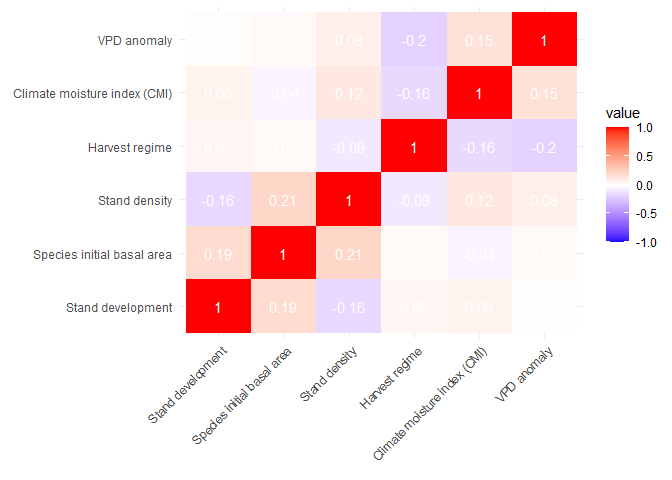 VPD anomaly 0.08 -0.2 0.15 1
Climate moisture index (CMI) 0.06 -0.04 0.12 -0.16 1 0.15
Harvest regime 0.05 -0.09 1 -0.16 -0.2
Stand density -0.16 0.21 1 -0.09 0.12 0.08
Species initial basal area 0.19 1 0.21 -0.04
Stand development 1 0.19 -0.16 0.05 0.06
Stand development
Species initial basal area
Stand density
Harvest regime
Climate moisture index (CMI)
VPD anomaly
value
1.0
0.5
0.0
-0.5
-1.0